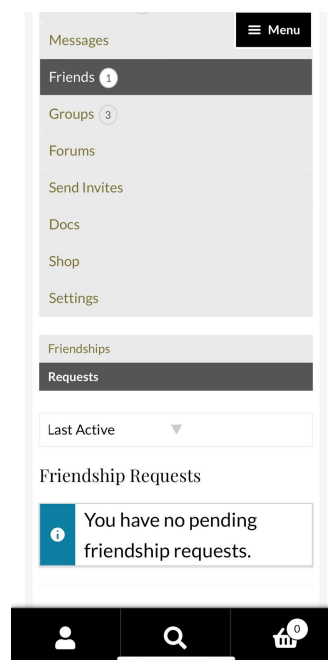 Menu
Messages
Friends 1
Groups 3
Forums
Send Invites
Docs
Shop
Settings
Friendships
Requests
Last Active
Friendship Requests
You have no pending
friendship requests.
0